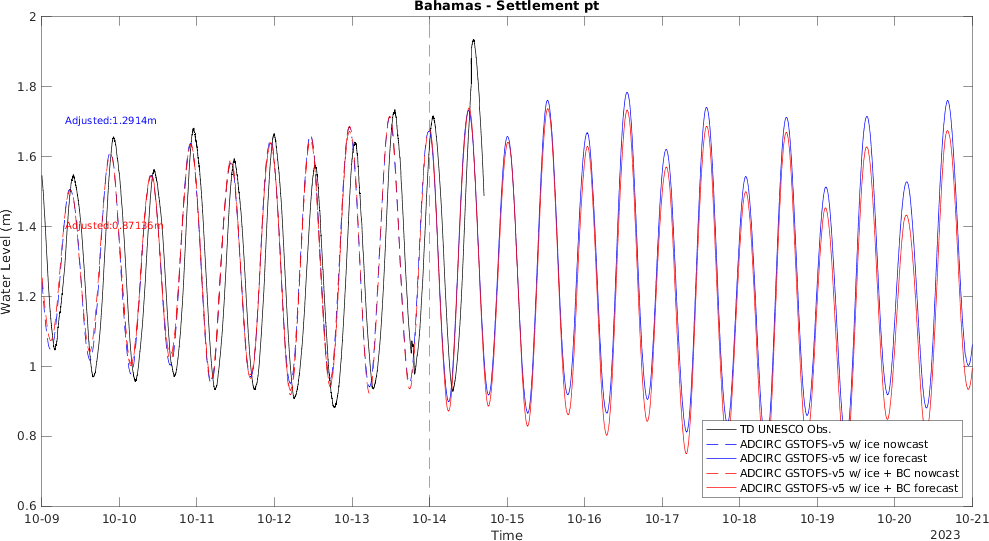 Bahamas - Settlement pt
2
1.8
1.6
1.4
1.2
1
0.8
0.6
Water Level (m)
Adjusted:1.2914m
Adjusted:0.87136m
TD UNESCO Obs.
ADCIRC GSTOFS-v5 w/ ice nowcast
ADCIRC GSTOFS-v5 w/ ice forecast
ADCIRC GSTOFS-v5 w/ ice + BC nowcast
ADCIRC GSTOFS-v5 w/ ice + BC forecast
10-09 10-10 10-11 10-12 10-13 10-14 10-15 10-16 10-17 10-18 10-19 10-20 10-21
Time
2023